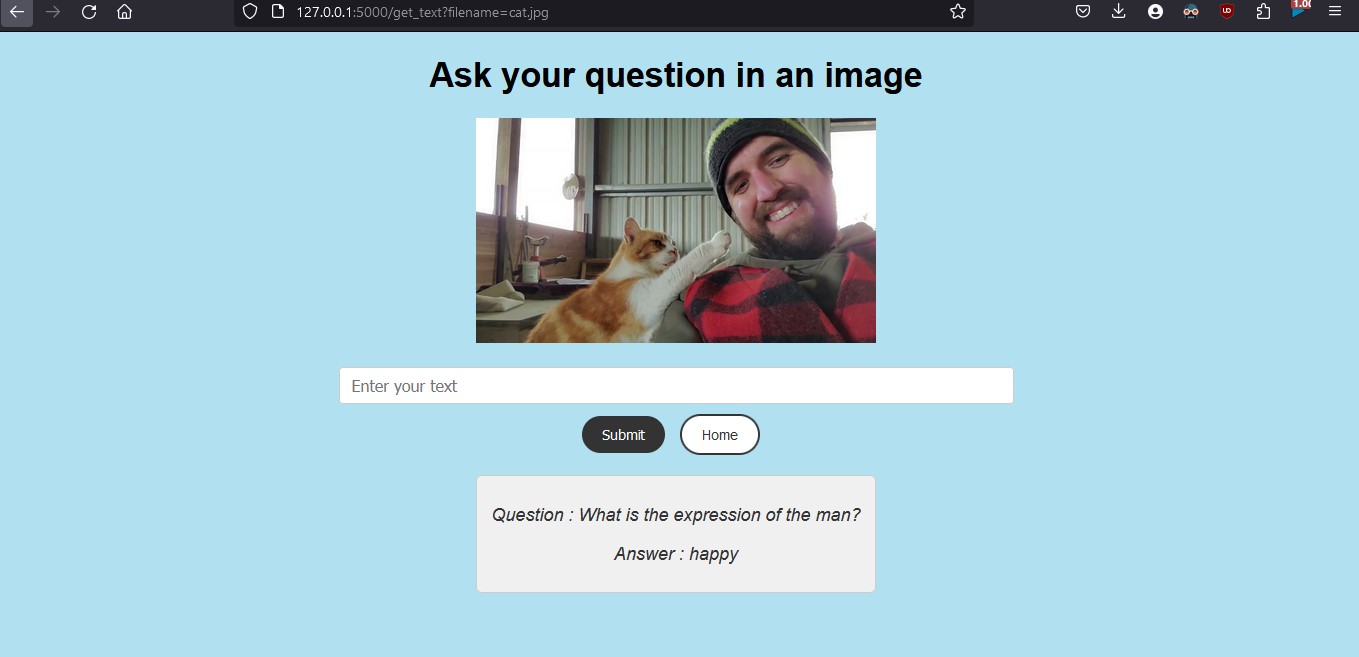 127.0.0.1:5000/get_text?filename=cat.jpg
UD
1.00
Ask your question in an image
Enter your text
Submit
Home
Question : What is the expression of the man?
Answer : happy